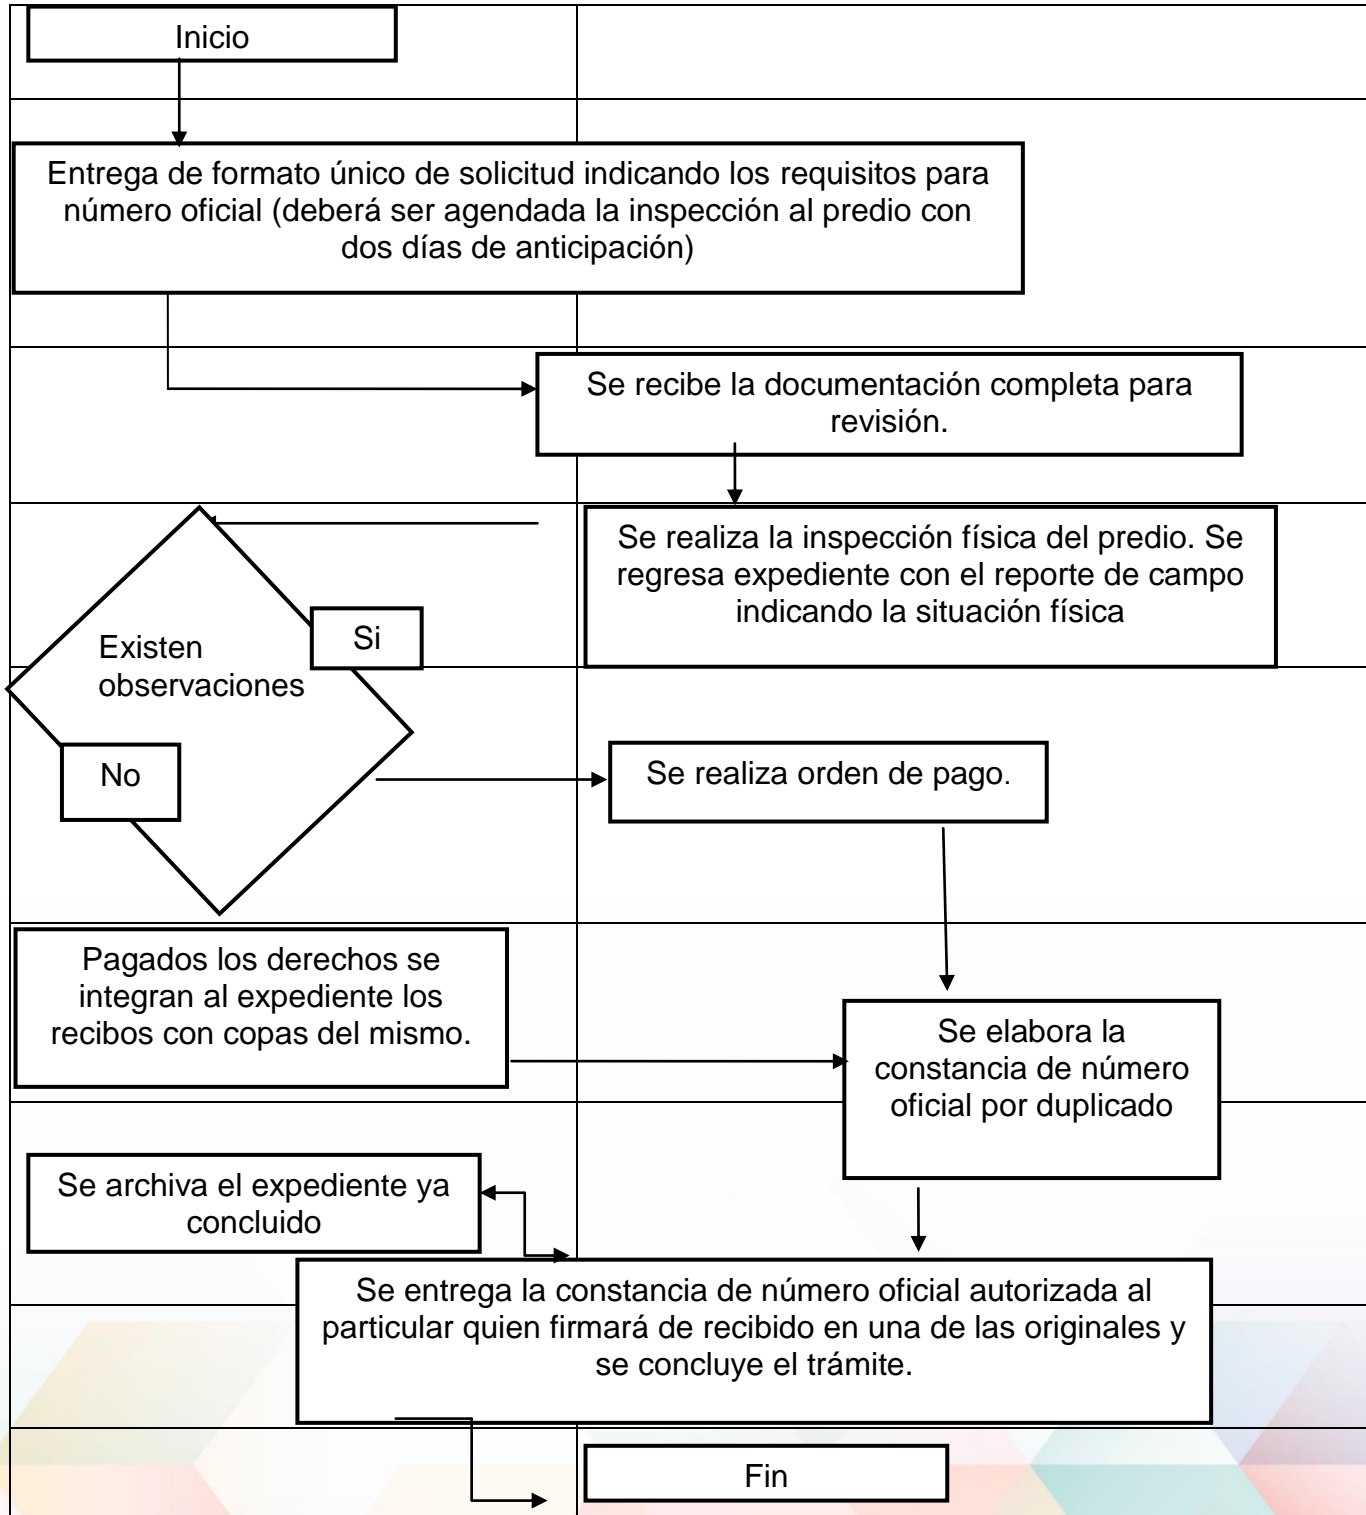 Inicio
Entrega de formato único de solicitud indicando los requisitos para
número oficial (deberá ser agendada la inspección al predio con
dos días de anticipación)
Se recibe la documentación completa para
revisión.
Se realiza la inspección física del predio. Se
regresa expediente con el reporte de campo
indicando la situación física
Existen
observaciones
Si
No
Se realiza orden de pago.
Pagados los derechos se
integran al expediente los
recibos con copas del mismo.
Se elabora la
constancia de número
oficial por duplicado
Se archiva el expediente ya
concluido
Se entrega la constancia de número oficial autorizada al
particular quien firmará de recibido en una de las originales y
se concluye el trámite.
Fin